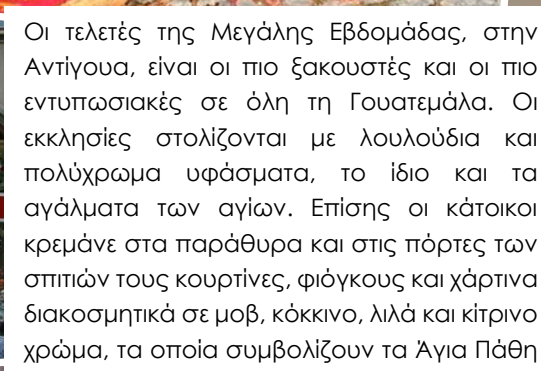 Οι τελετές της Μεγάλης Εβδομάδας, στην
Αντίγουα, είναι οι πιο ξακουστές και οι πιο
εντυπωσιακές σε όλη τη Γουατεμάλα. Οι
εκκλησίες στολίζονται με λουλούδια και
πολύχρωμα υφάσματα, το ίδιο και τα
αγάλματα των αγίων. Επίσης οι κάτοικοι
κρεμάνε στα παράθυρα και στις πόρτες των
σπιτιών τους κουρτίνες, φιόγκους και χάρτινα
διακοσμητικά σε μοβ, κόκκινο, λιλά και κίτρινο
χρώμα, τα οποία συμβολίζουν τα Άγια Πάθη